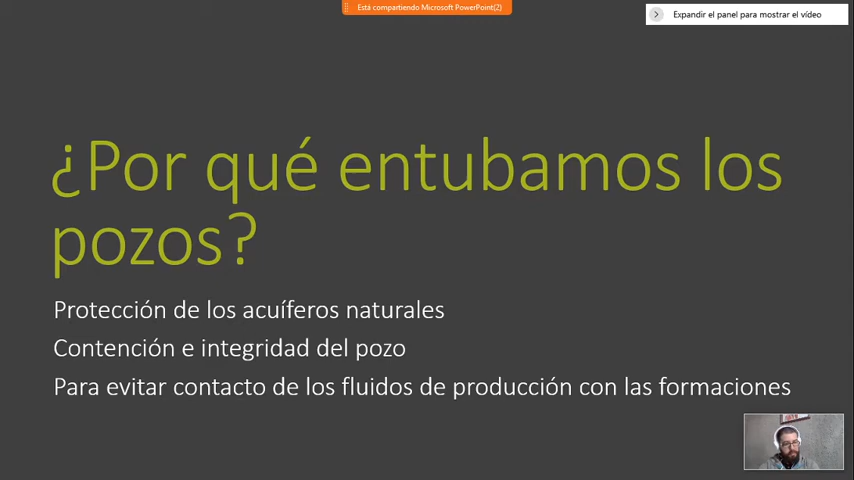 Está compartiendo Microsoft PowerPoint(2)
Expandir el panel para mostrar el vídeo
¿Por qué entubamos los
pozos?
Protección de los acuíferos naturales
Contención e integridad del pozo
Para evitar contacto de los fluidos de producción con las formaciones